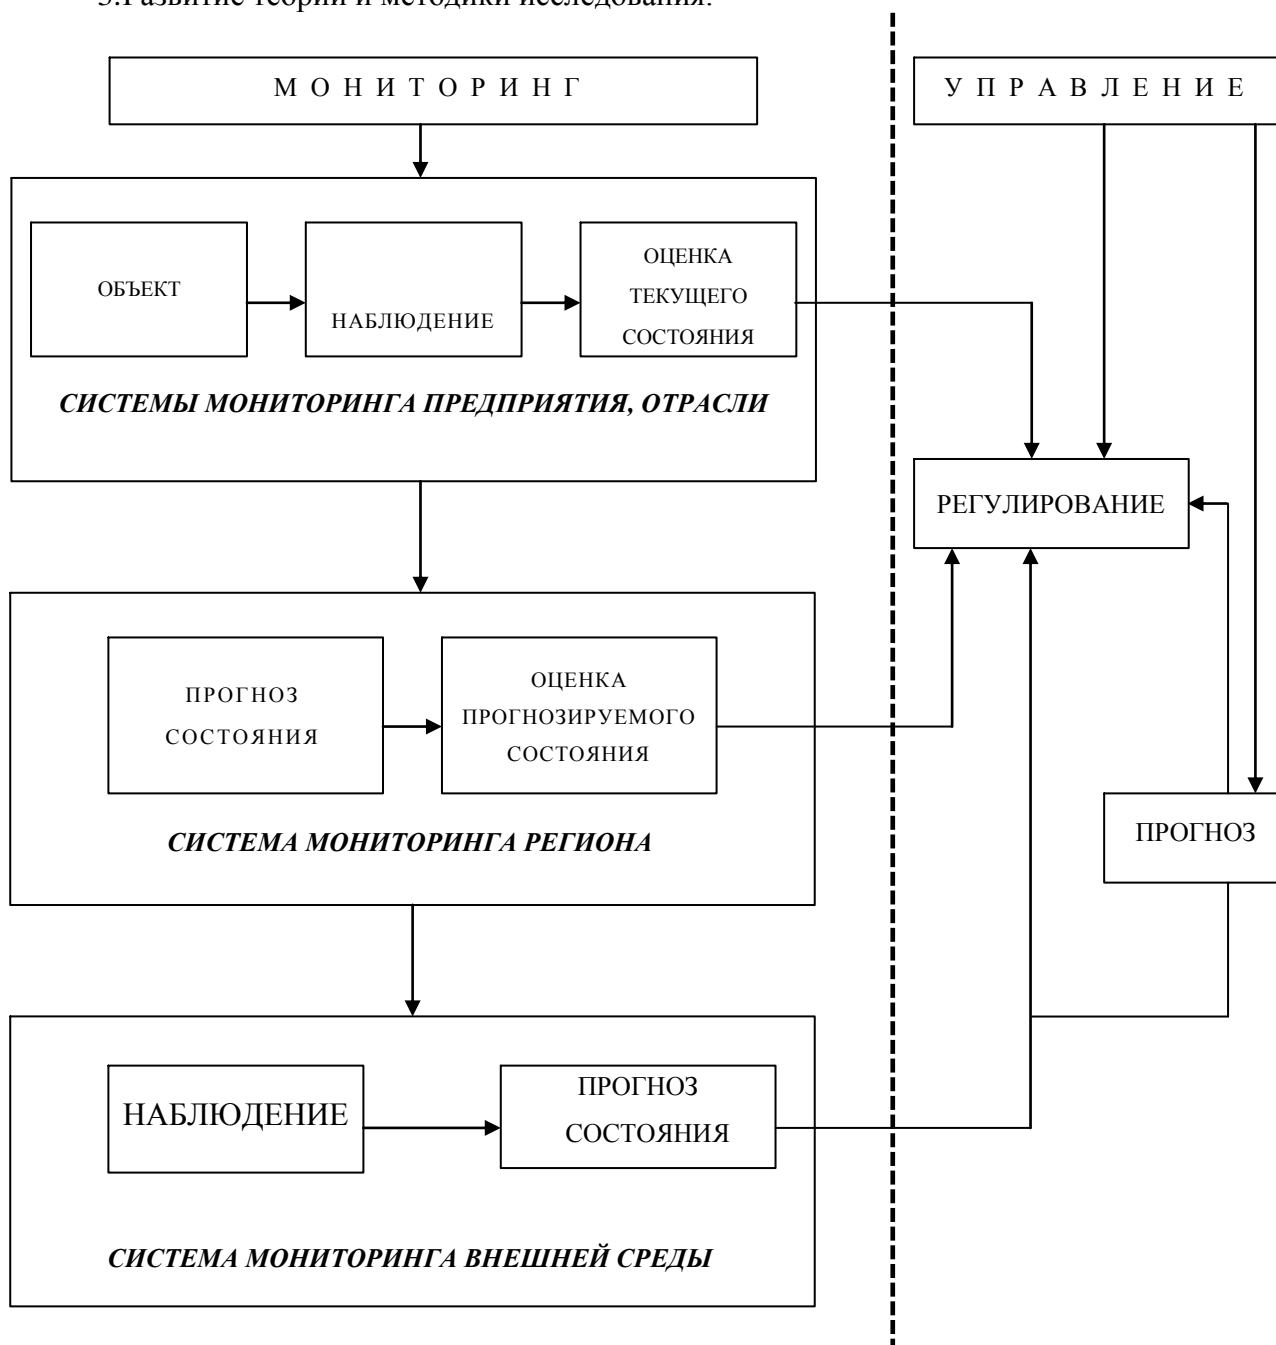 3.Развитие теории и методики исследования.
М О Н И Т О Р И Н Г
У П Р А В Л Е Н И Е
ОБЪЕКТ
НАБЛЮДЕНИЕ
ОЦЕНКА
ТЕКУЩЕГО
СОСТОЯНИЯ
СИСТЕМЫ МОНИТОРИНГА ПРЕДПРИЯТИЯ, ОТРАСЛИ
РЕГУЛИРОВАНИЕ
ПРОГНОЗ
СОСТОЯНИЯ
ОЦЕНКА
ПРОГНОЗИРУЕМОГО
СОСТОЯНИЯ
СИСТЕМА МОНИТОРИНГА РЕГИОНА
ПРОГНОЗ
НАБЛЮДЕНИЕ
ПРОГНОЗ
СОСТОЯНИЯ
СИСТЕМА МОНИТОРИНГА ВНЕШНЕЙ СРЕДЫ